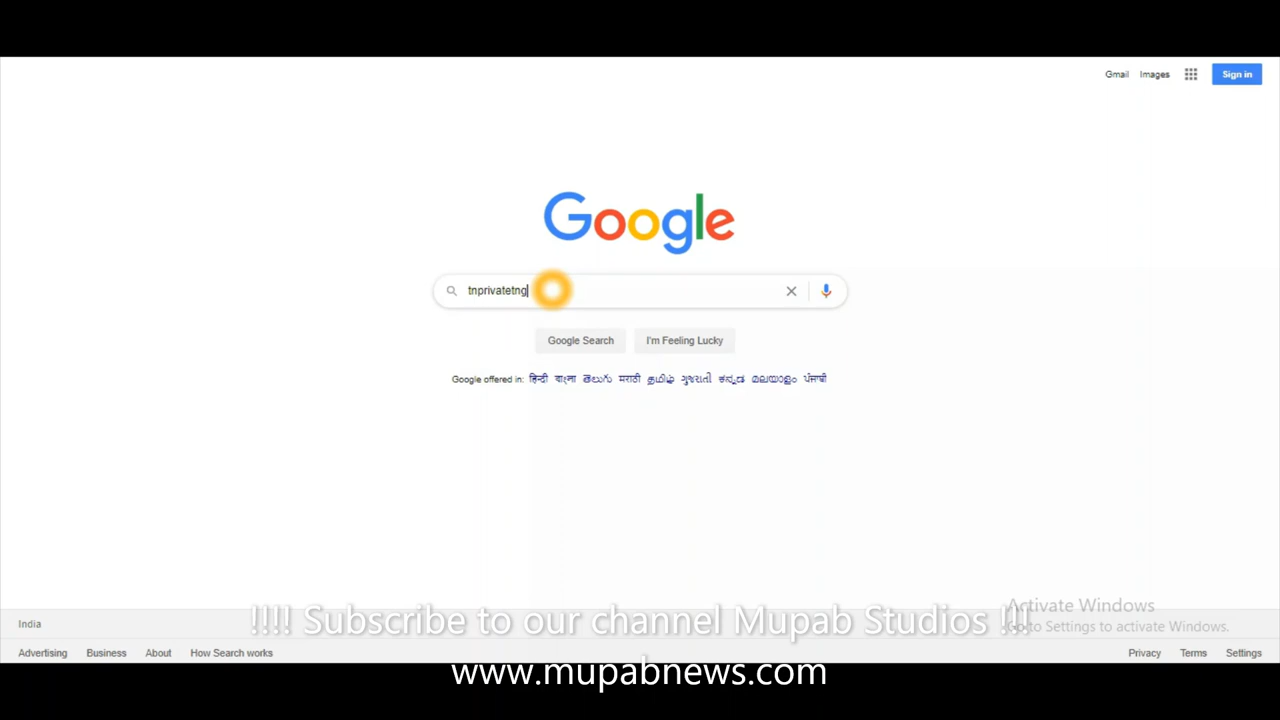 Gmail Images Sign in
Google
tnprivatetng
Google Search I'm Feeling Lucky
Google offered in: हिन्दी বাংলা తెలుగు मराठी தமிழ் ગુજરાતી ಕನ್ನಡ മലയാളം ਪੰਜਾਬੀ
Activate Windows
Go to Settings to activate Windows.
!!!! Subscribe to our channel Mupab Studios !!!!
India
Advertising Business About How Search works Privacy Terms Settings
www.mupabnews.com